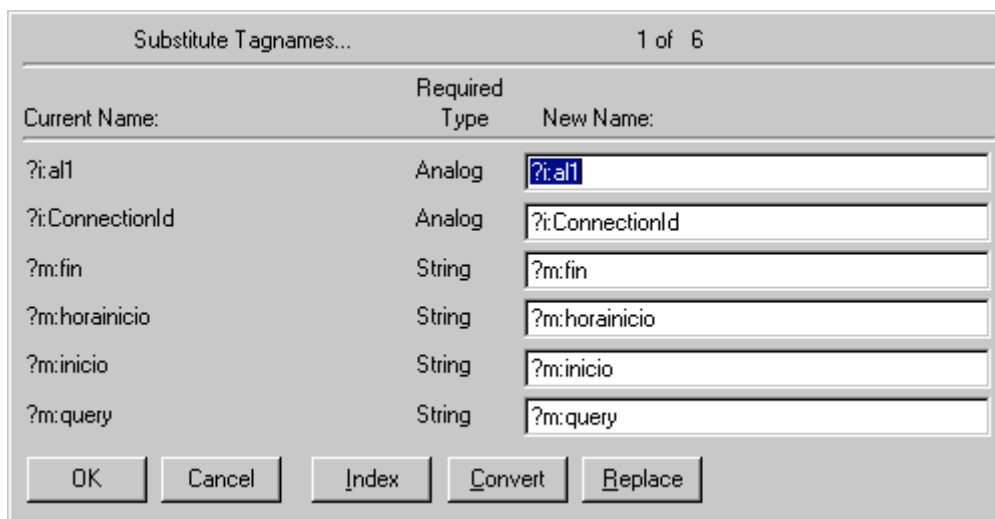 Substitute Tagnames... 1 of 6
Required
Current Name: Type New Name:
?i:al1 Analog ?i:al1
?i:ConnectionId Analog ?i:ConnectionId
?m:fin String ?m:fin
?m:horainicio String ?m:horainicio
?m:inicio String ?m:inicio
?m:query String ?m:query
OK Cancel Index Convert Replace